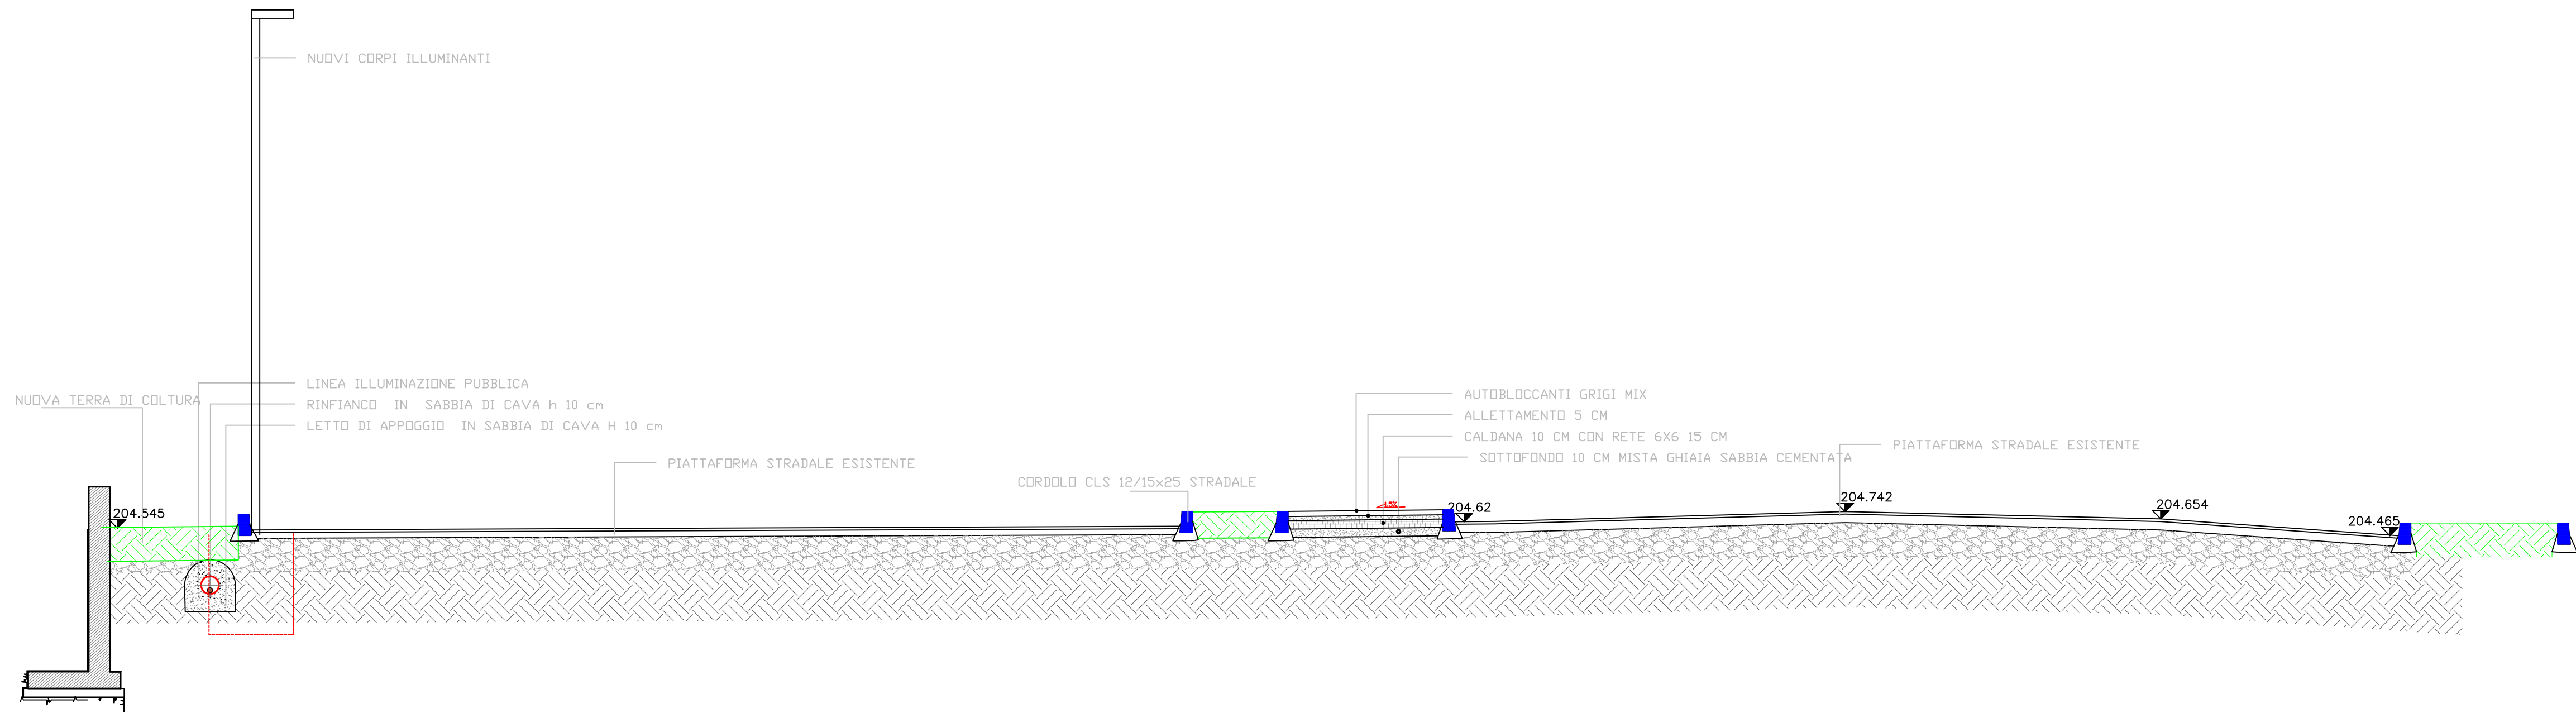 NUOVI CORPI ILLUMINANTI
LINEA ILLUMINAZIONE PUBBLICA
NUOVA TERRA DI COLTURA
RINFIANCO IN SABBIA DI CAVA h 10 cm
LETTO DI APPOGGIO IN SABBIA DI CAVA H 10 cm
PIATTAFORMA STRADALE ESISTENTE
CORDOLO CLS 12/15x25 STRADALE
AUTOBLOCCANTI GRIGI MIX
ALLETTAMENTO 5 CM
CALDANA 10 CM CON RETE 6X6 15 CM
SOTTOFONDO 10 CM MISTA GHIAIA SABBIA CEMENTATA
PIATTAFORMA STRADALE ESISTENTE
204.545
1.5%
204.62
204.742
204.654
204.465